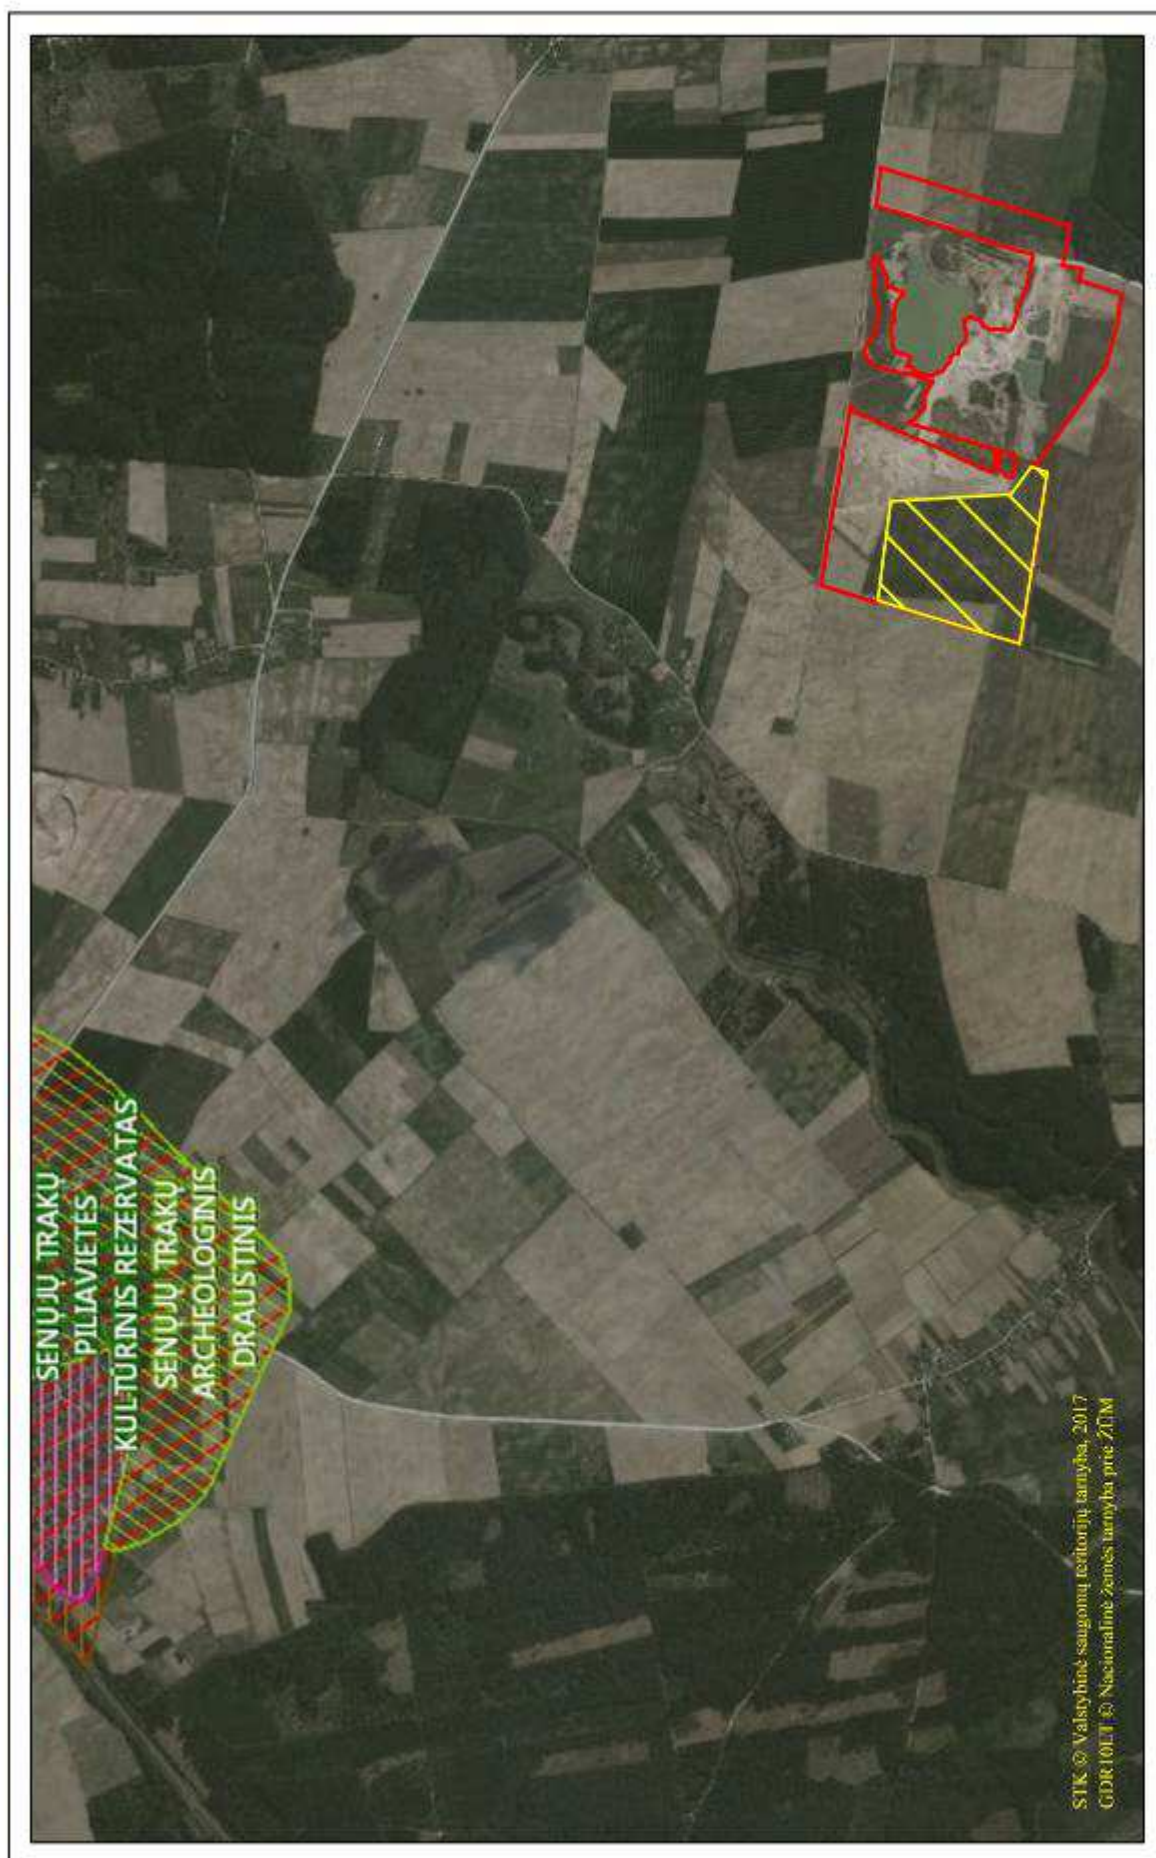 SENŲJŲ TRAKŲ
PILIAVIETĖS
KULTŪRINIS REZERVATAS
SENŲJŲ TRAKŲ
ARCHEOLOGINIS
DRAUSTINIS
STK © Valstybinė saugomų teritorijų tarnyba, 2017
GDR10LT © Nacionalinė žemės tarnyba prie ŽŪM